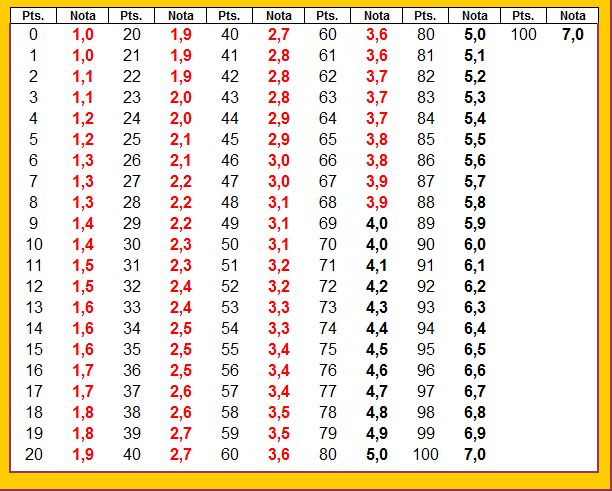 Pts. Nota Pts. Nota Pts. Nota Pts. Nota Pts. Nota Pts. Nota
0 1,0 20 1,9 40 2,7 60 3,6 80 5,0 100 7,0
1 1,0 21 1,9 41 2,8 61 3,6 81 5,1
2 1,1 22 1,9 42 2,8 62 3,7 82 5,2
3 1,1 23 2,0 43 2,8 63 3,7 83 5,3
4 1,2 24 2,0 44 2,9 64 3,7 84 5,4
5 1,2 25 2,1 45 2,9 65 3,8 85 5,5
6 1,3 26 2,1 46 3,0 66 3,8 86 5,6
7 1,3 27 2,2 47 3,0 67 3,9 87 5,7
8 1,3 28 2,2 48 3,1 68 3,9 88 5,8
9 1,4 29 2,2 49 3,1 69 4,0 89 5,9
10 1,4 30 2,3 50 3,1 70 4,0 90 6,0
11 1,5 31 2,3 51 3,2 71 4,1 91 6,1
12 1,5 32 2,4 52 3,2 72 4,2 92 6,2
13 1,6 33 2,4 53 3,3 73 4,3 93 6,3
14 1,6 34 2,5 54 3,3 74 4,4 94 6,4
15 1,6 35 2,5 55 3,4 75 4,5 95 6,5
16 1,7 36 2,5 56 3,4 76 4,6 96 6,6
17 1,7 37 2,6 57 3,4 77 4,7 97 6,7
18 1,8 38 2,6 58 3,5 78 4,8 98 6,8
19 1,8 39 2,7 59 3,5 79 4,9 99 6,9
20 1,9 40 2,7 60 3,6 80 5,0 100 7,0